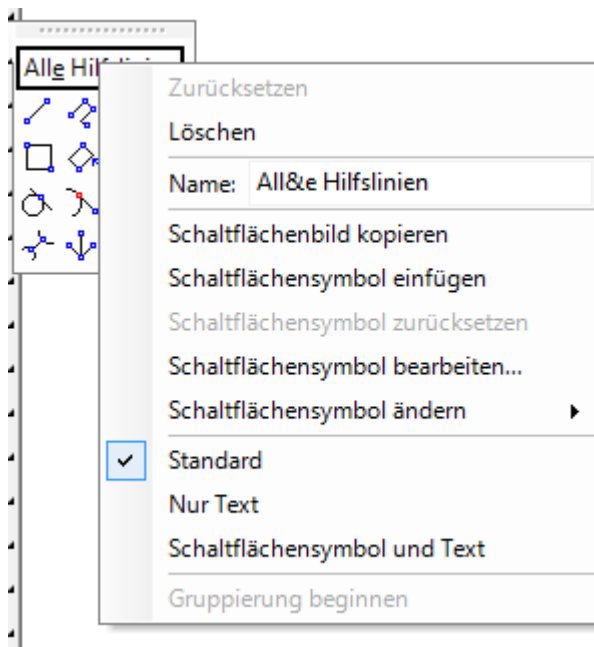 Alle Hilfslinien
Zurücksetzen
Löschen
Name: All&e Hilfslinien
Schaltflächenbild kopieren
Schaltflächensymbol einfügen
Schaltflächensymbol zurücksetzen
Schaltflächensymbol bearbeiten...
Schaltflächensymbol ändern
Standard
Nur Text
Schaltflächensymbol und Text
Gruppierung beginnen